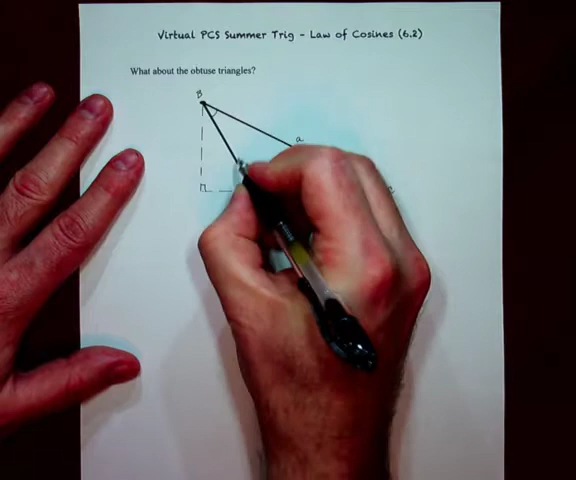 Virtual PCS Summer Trig - Law of Cosines (6.2)
What about the obtuse triangles?
B
a